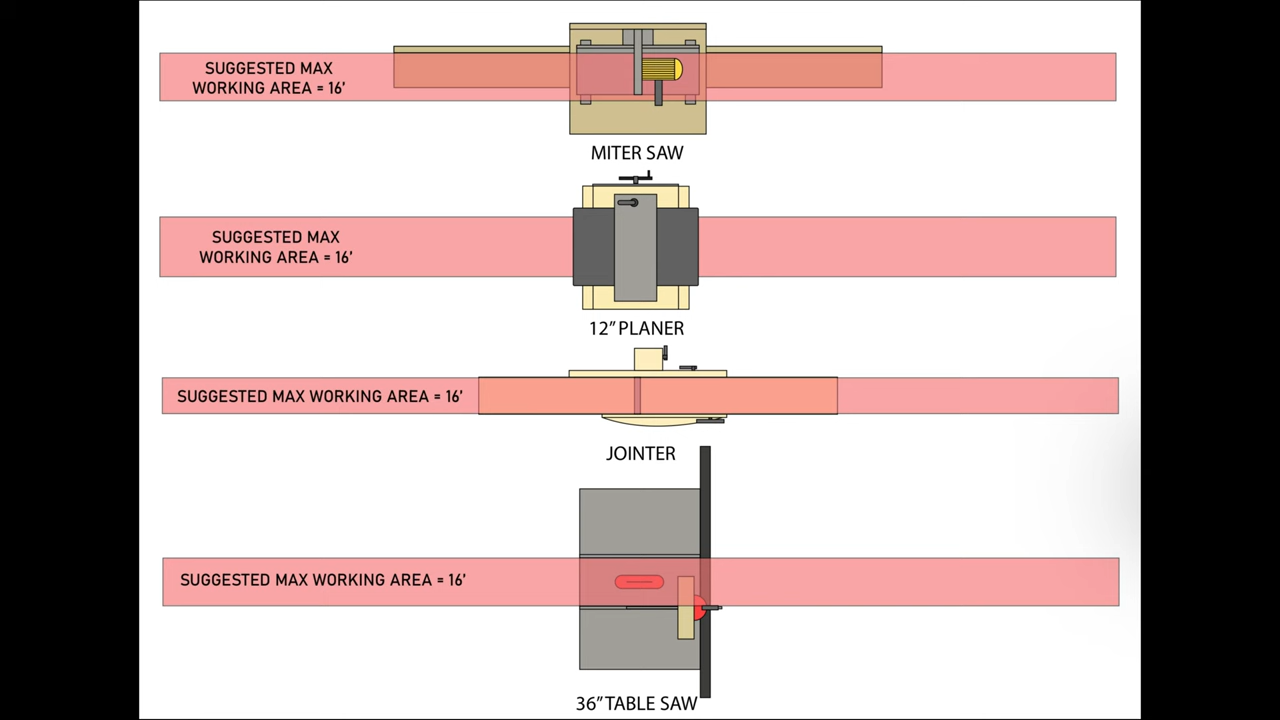 SUGGESTED MAX
WORKING AREA = 16’
MITER SAW
SUGGESTED MAX
WORKING AREA = 16’
12” PLANER
SUGGESTED MAX WORKING AREA = 16’
JOINTER
SUGGESTED MAX WORKING AREA = 16’
36” TABLE SAW